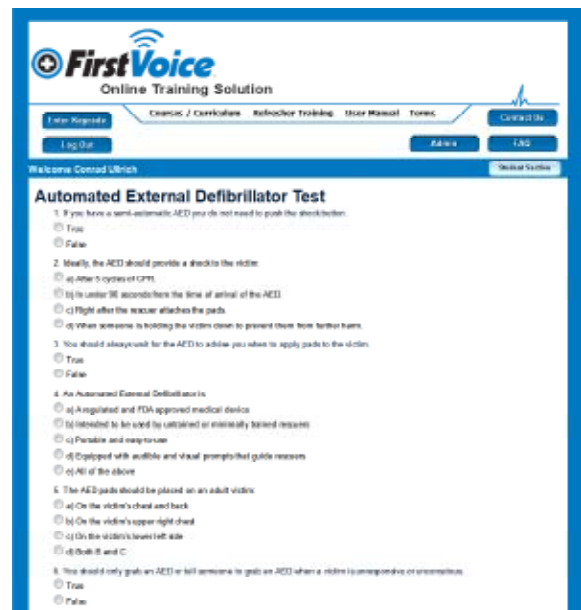 First Voice
Online Training Solution
Enter Keycode
Courses / Curriculum Refresher Training User Manual Terms
Contact Us
Log Out
Admin
FAQ
Welcome Conrad Ullrich
Student Section
Automated External Defibrillator Test
1. If you have a semi-automatic AED you do not need to push the shock button.
True
False
2. Ideally, the AED should provide a shock to the victim:
a) After 5 cycles of CPR.
b) In under 90 seconds from the time of arrival of the AED.
c) Right after the rescuer attaches the pads.
d) When someone is holding the victim down to prevent them from further harm.
3. You should always wait for the AED to advise you when to apply pads to the victim.
True
False
4. An Automated External Defibrillator is:
a) A regulated and FDA approved medical device
b) Intended to be used by untrained or minimally trained rescuers
c) Portable and easy to use
d) Equipped with audible and visual prompts that guide rescuers
e) All of the above
5. The AED pads should be placed on an adult victim:
a) On the victim's chest and back
b) On the victim's upper right chest
c) On the victim's lower left side
d) Both B and C
6. You should only grab an AED or tell someone to grab an AED when a victim is unresponsive or unconscious.
True
False